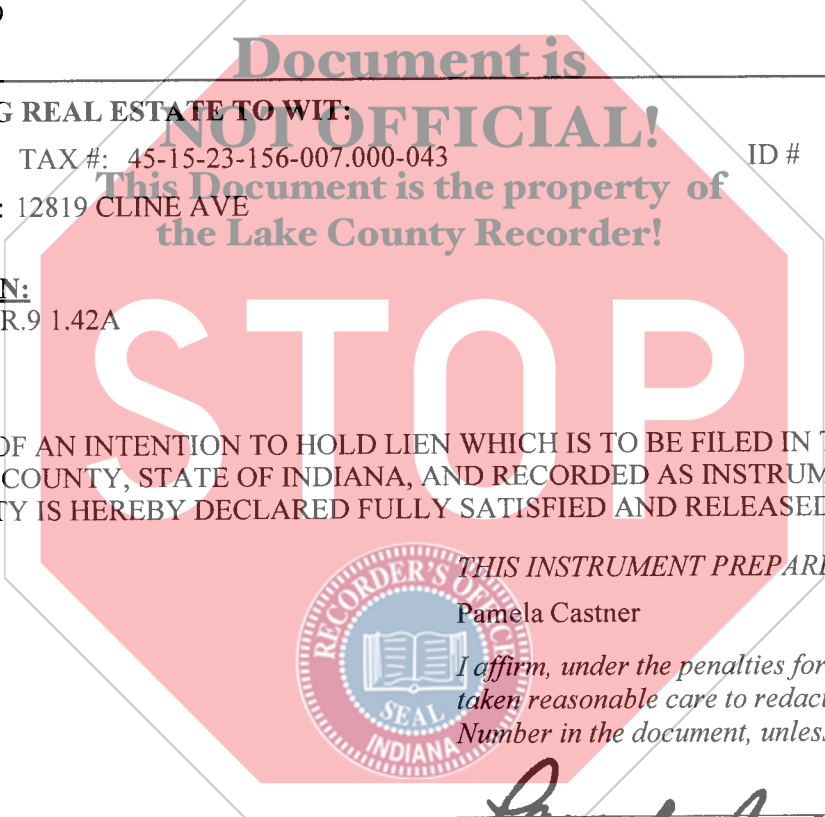 Document is
G REAL ESTATE TO WIT:
NOT OFFICIAL!
TAX #: 45-15-23-156-007.000-043 ID #
This Document is the property of
: 12819 CLINE AVE
the Lake County Recorder!
N:
R.9 1.42A
STOP
OF AN INTENTION TO HOLD LIEN WHICH IS TO BE FILED IN T
COUNTY, STATE OF INDIANA, AND RECORDED AS INSTRUM
TY IS HEREBY DECLARED FULLY SATISFIED AND RELEASED
RECORDER'S OFFICE
SEAL
INDIANA
THIS INSTRUMENT PREPARE
Pamela Castner
I affirm, under the penalties for
taken reasonable care to redact
Number in the document, unless